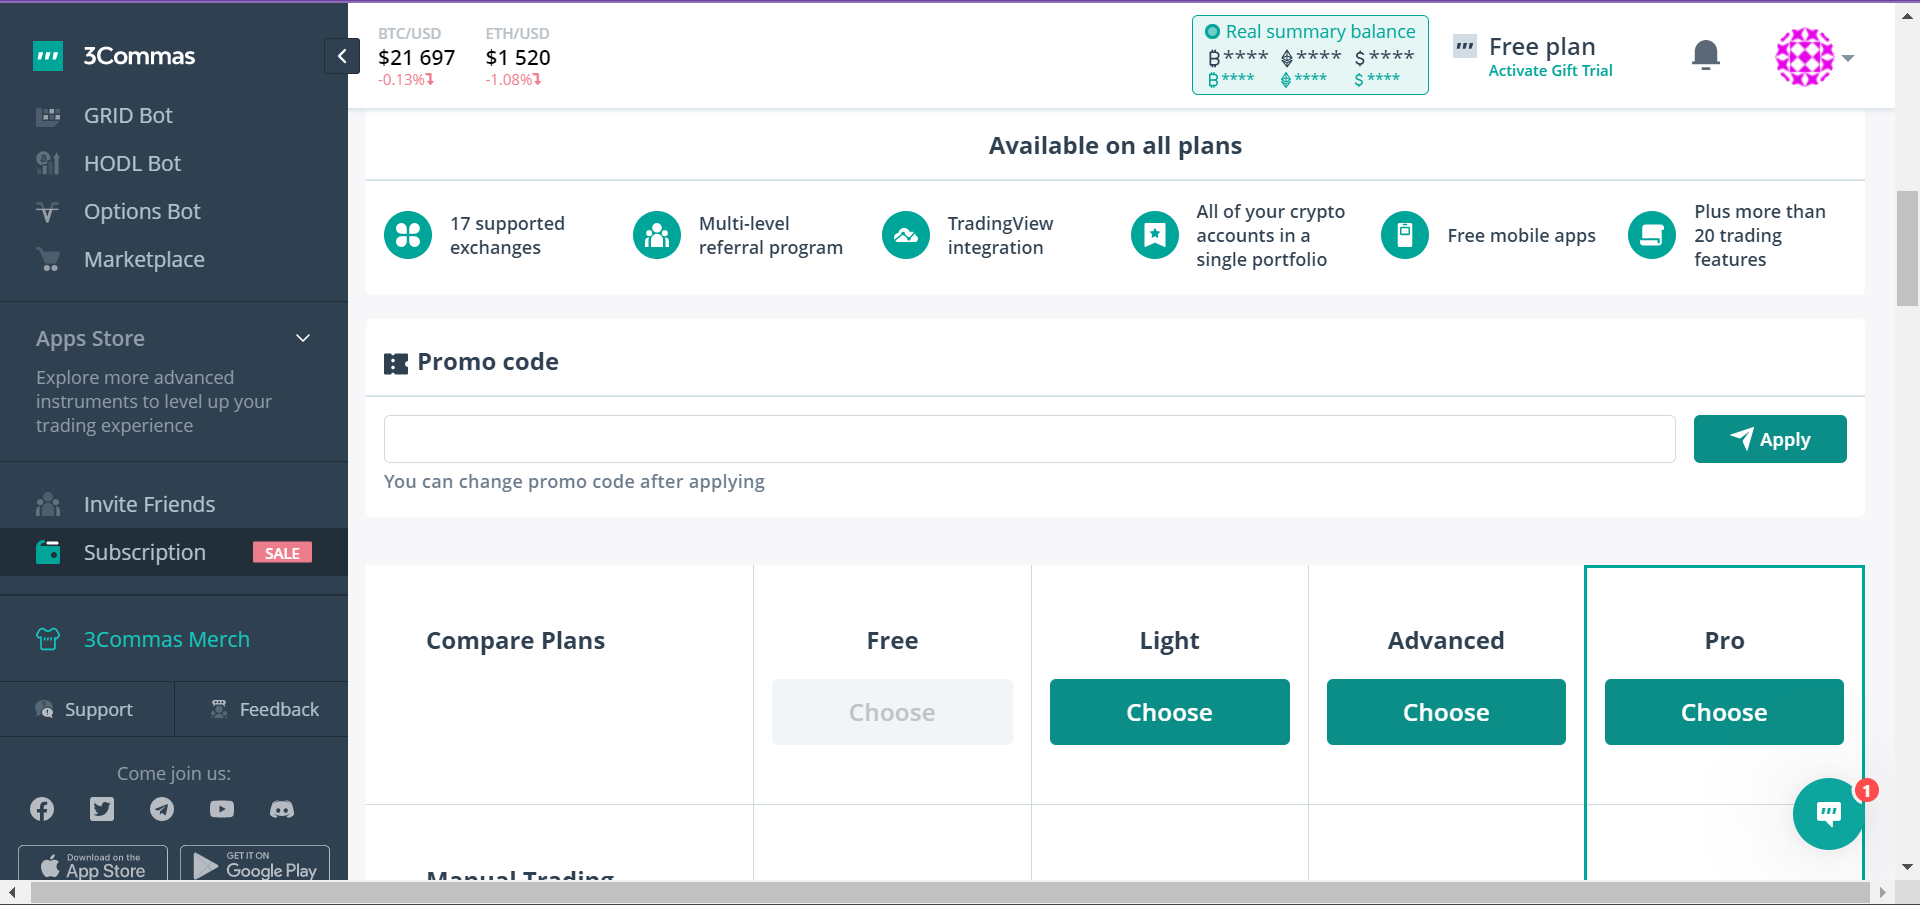 3Commas
GRID Bot
HODL Bot
Options Bot
Marketplace
Apps Store
Explore more advanced
instruments to level up your
trading experience
Invite Friends
Subscription SALE
3Commas Merch
Support Feedback
Come join us:
Download on the
App Store
GET IT ON
Google Play
BTC/USD
$21 697
-0.13%
ETH/USD
$1 520
-1.08%
Real summary balance
**** **** $****
**** **** $ ****
Free plan
Activate Gift Trial
Available on all plans
17 supported
exchanges
Multi-level
referral program
TradingView
integration
All of your crypto
accounts in a
single portfolio
Free mobile apps
Plus more than
20 trading
features
Promo code
Apply
You can change promo code after applying
Compare Plans
Free
Light
Advanced
Pro
Choose
Choose
Choose
Choose
1
Manual Trading